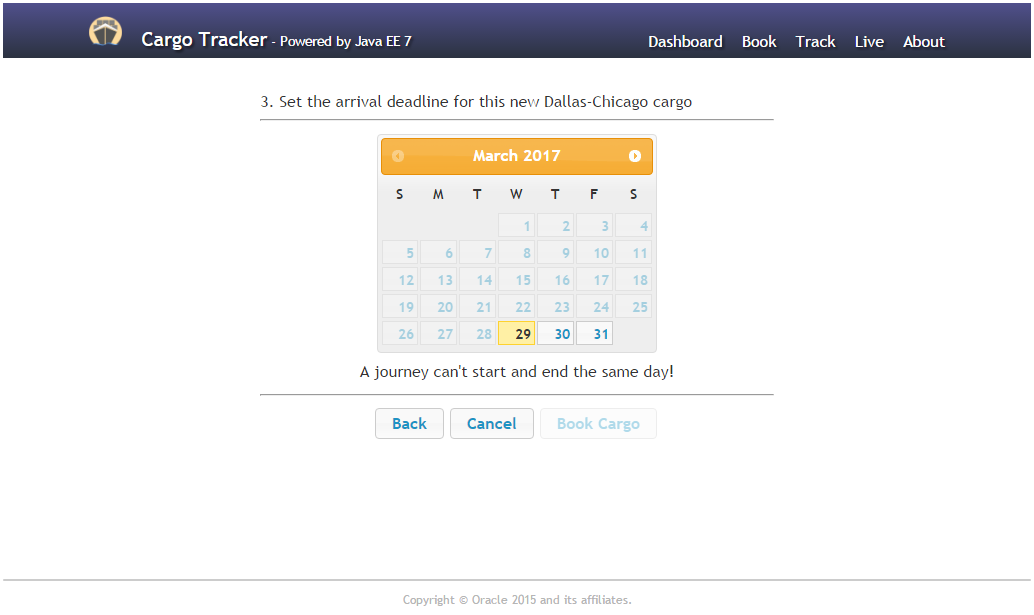 Cargo Tracker - Powered by Java EE 7
Dashboard Book Track Live About
3. Set the arrival deadline for this new Dallas-Chicago cargo
March 2017
S M T W T F S
1 2 3 4
5 6 7 8 9 10 11
12 13 14 15 16 17 18
19 20 21 22 23 24 25
26 27 28 29 30 31
A journey can't start and end the same day!
Back Cancel Book Cargo
Copyright © Oracle 2015 and its affiliates.